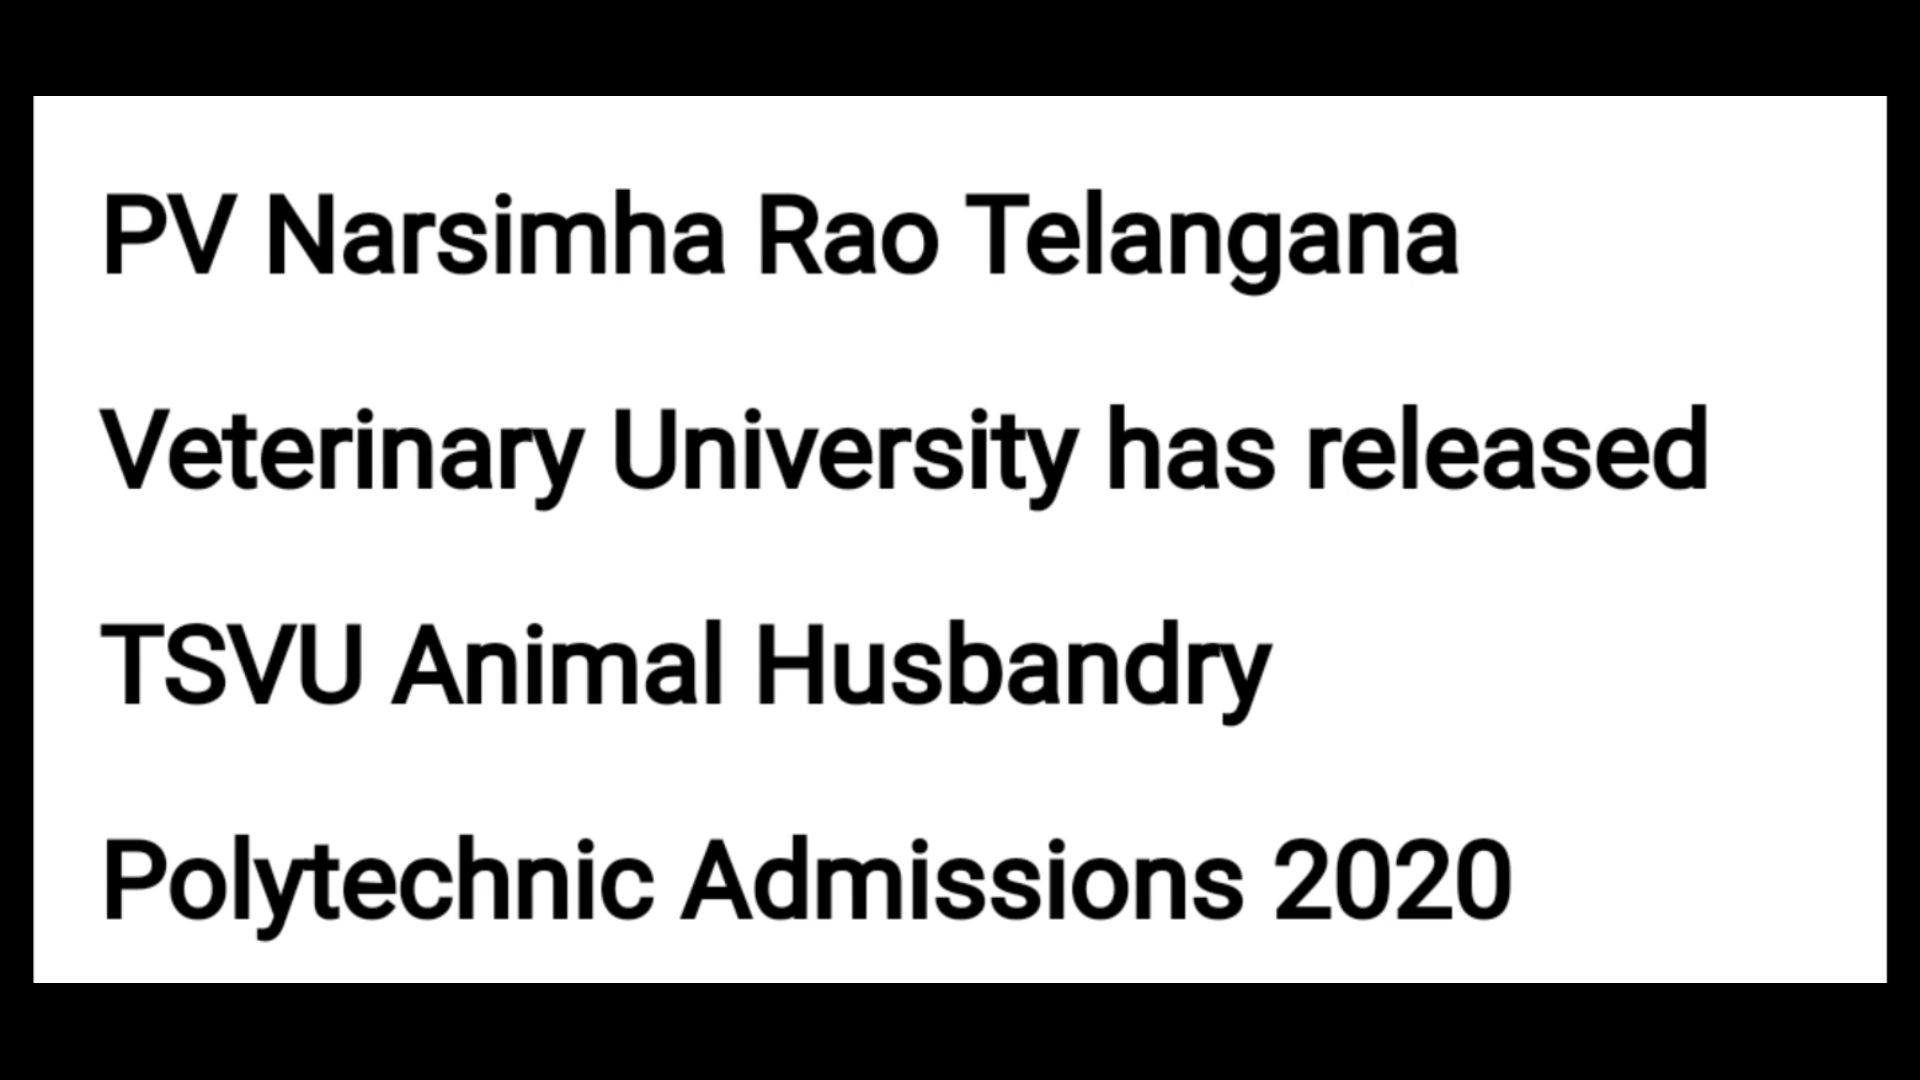 PV Narsimha Rao Telangana
Veterinary University has released
TSVU Animal Husbandry
Polytechnic Admissions 2020